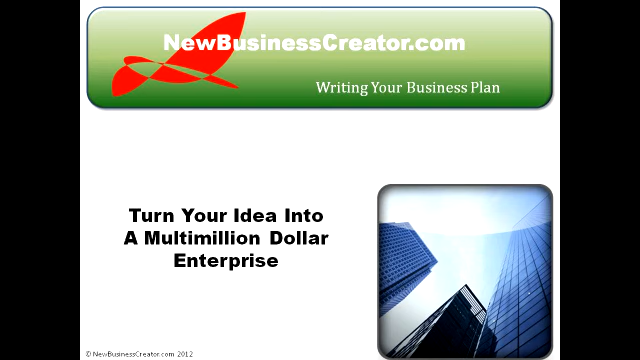 NewBusinessCreator.com
Writing Your Business Plan
Turn Your Idea Into
A Multimillion Dollar
Enterprise
© NewBusinessCreator.com 2012